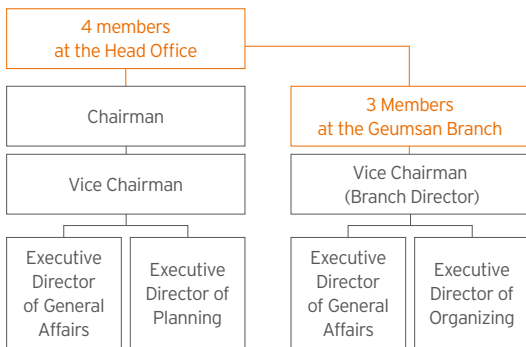 4 members
at the Head Office
Chairman
3 Members
at the Geumsan Branch
Vice Chairman
Vice Chairman
(Branch Director)
Executive
Director
of General
Affairs
Executive
Director of
Planning
Executive
Director
of General
Affairs
Executive
Director of
Organizing